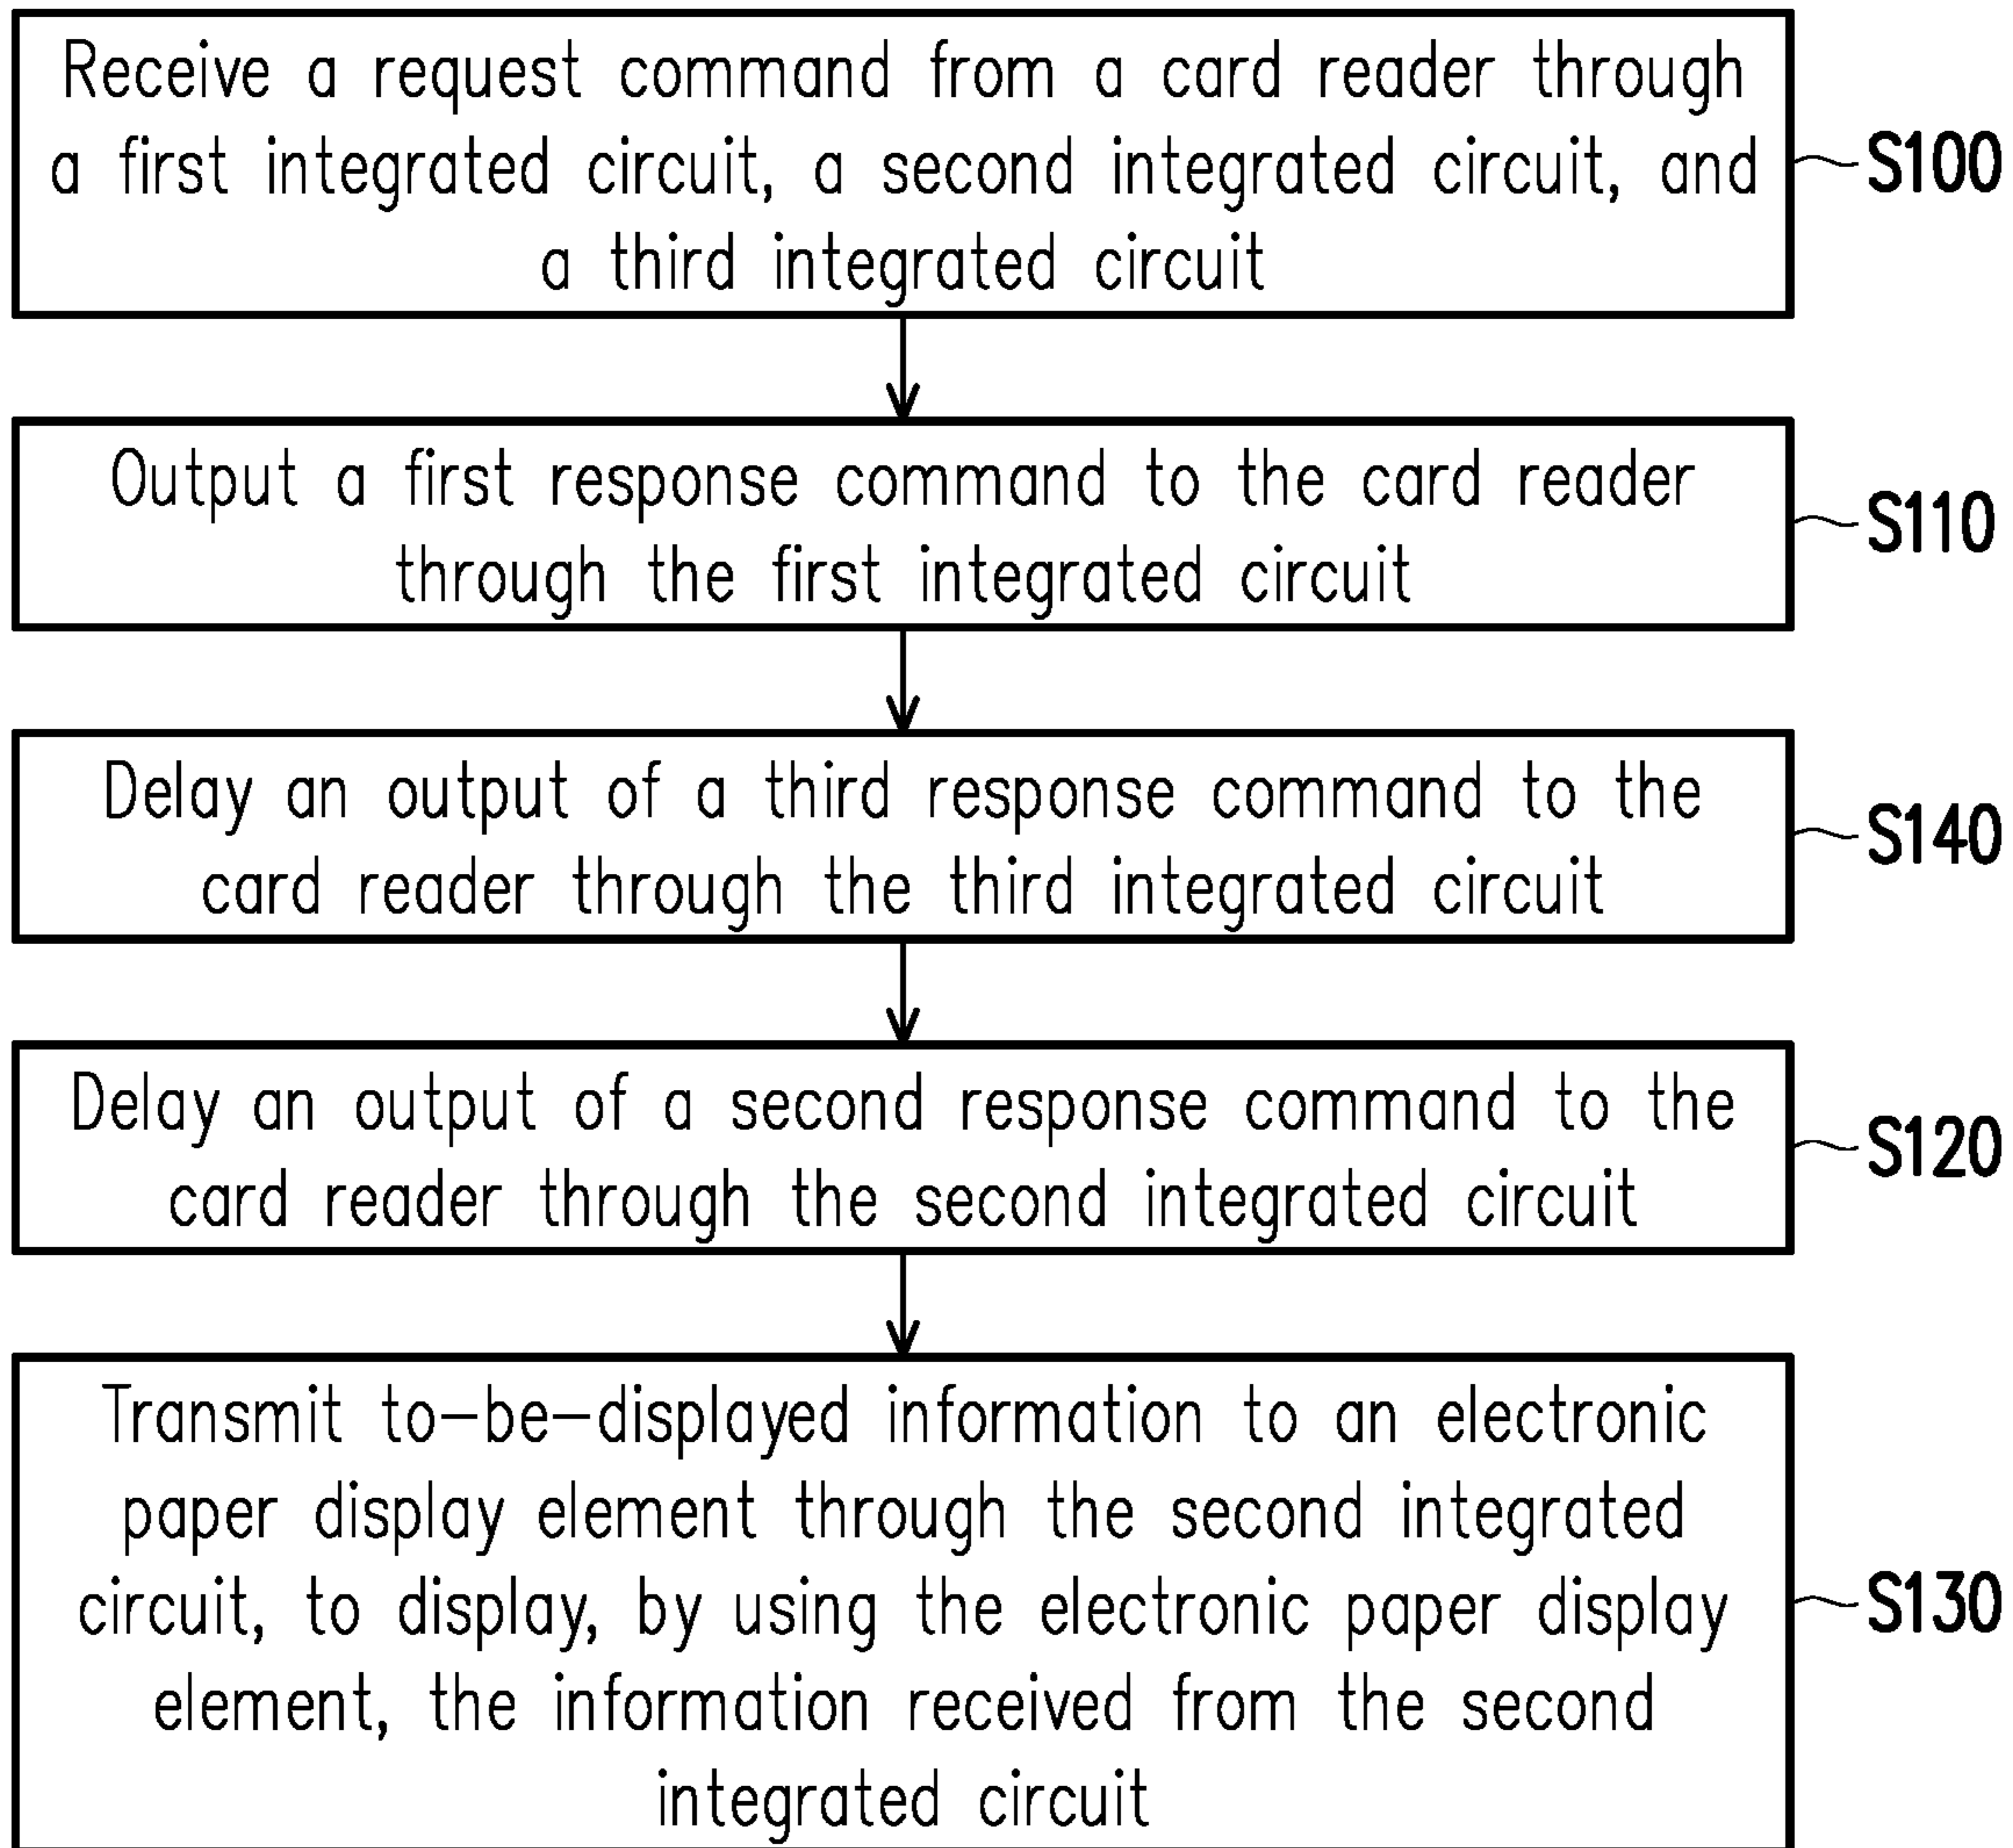 Receive a request command from a card reader through
a first integrated circuit, a second integrated circuit, and
a third integrated circuit
S100
Output a first response command to the card reader
through the first integrated circuit
S110
Delay an output of a third response command to the
card reader through the third integrated circuit
S140
Delay an output of a second response command to the
card reader through the second integrated circuit
S120
Transmit to-be-displayed information to an electronic
paper display element through the second integrated
circuit, to display, by using the electronic paper display
element, the information received from the second
integrated circuit
S130